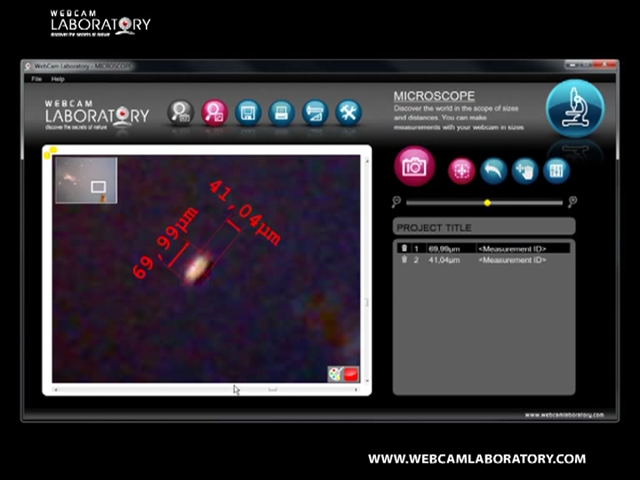 WEBCAM
LABORATORY
discover the secrets of nature
WebCam Laboratory - MICROSCOPE
File Help
WEBCAM
LABORATORY
discover the secrets of nature
MICROSCOPE
Discover the world in the scope of sizes
and distances. You can make
measurements with your webcam in sizes
41,04µm
69,99µm
PROJECT TITLE
1 69,99µm <Measurement ID>
2 41,04µm <Measurement ID>
www.webcamlaboratory.com
WWW.WEBCAMLABORATORY.COM